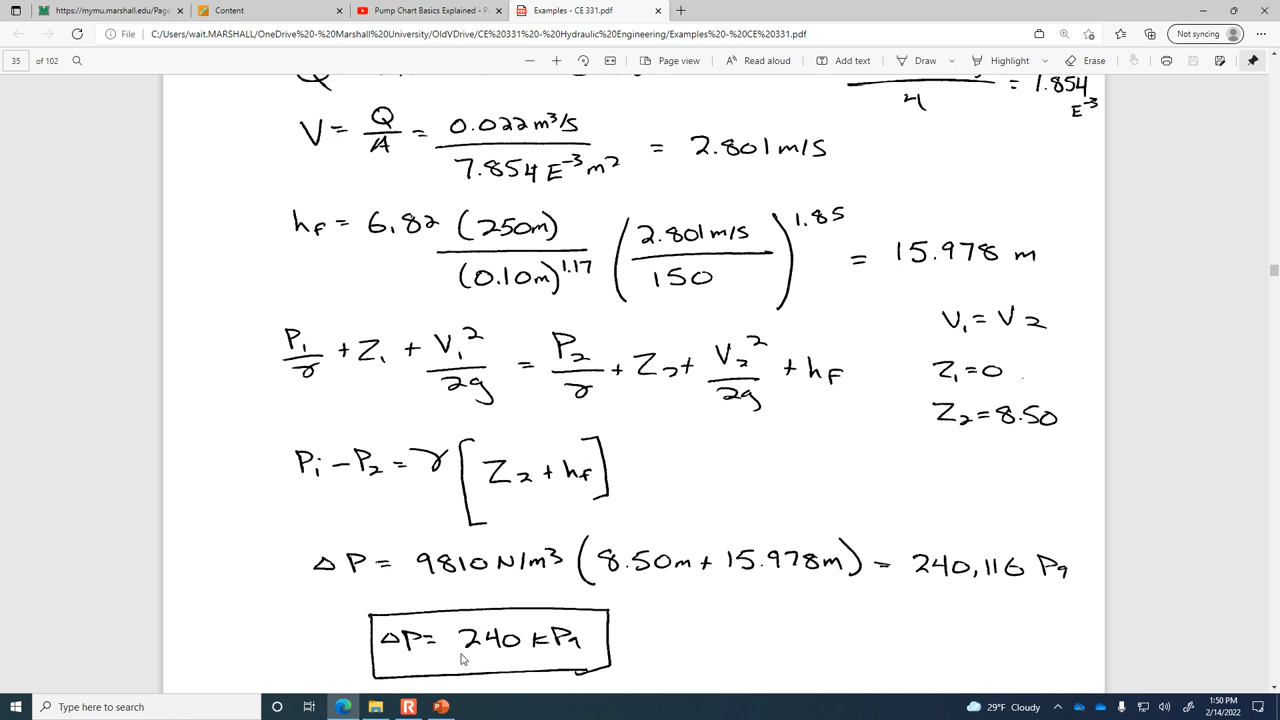 https://mymu.marshall.edu/Page
Content
Pump Chart Basics Explained - P
Examples - CE 331.pdf
File
C:/Users/wait.MARSHALL/OneDrive%20-%20Marshall%20University/OldVDrive/CE%20331%20-%20Hydraulic%20Engineering/Examples%20-%20CE%20331.pdf
Not syncing
35 of 102
Page view
Read aloud
Add text
Draw
Highlight
Erase
4 = 1.854 E⁻³
V = Q/A = 0.022 m³/s / 7.854 E⁻³ m² = 2.801 m/s
hf = 6.82 (250m) / (0.10m)^1.17 (2.801 m/s / 150)^1.85 = 15.978 m
V₁ = V₂
P₁/γ + Z₁ + V₁²/2g = P₂/γ + Z₂ + V₂²/2g + hf
Z₁ = 0
Z₂ = 8.50
P₁ - P₂ = γ [Z₂ + hf]
△P = 9810 N/m³ (8.50m + 15.978m) = 240,116 Pa
△P = 240 kPa
Type here to search
29°F Cloudy
1:50 PM
2/14/2022